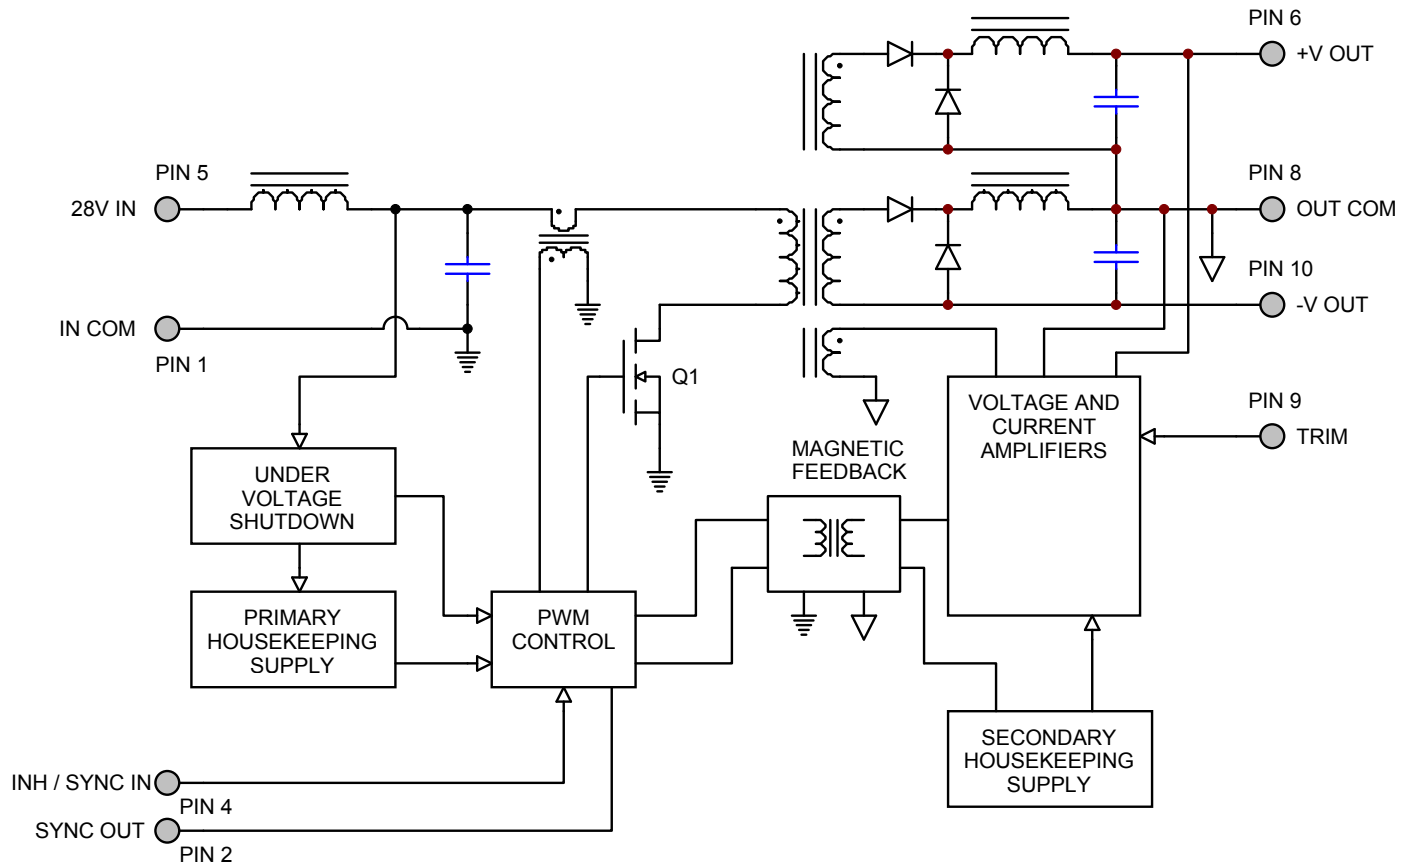 PIN 6
+V OUT
PIN 5
28V IN
PIN 8
OUT COM
PIN 10
-V OUT
IN COM
PIN 1
Q1
VOLTAGE AND
CURRENT
AMPLIFIERS
PIN 9
TRIM
MAGNETIC
FEEDBACK
UNDER
VOLTAGE
SHUTDOWN
PRIMARY
HOUSEKEEPING
SUPPLY
PWM
CONTROL
SECONDARY
HOUSEKEEPING
SUPPLY
INH / SYNC IN
PIN 4
SYNC OUT
PIN 2